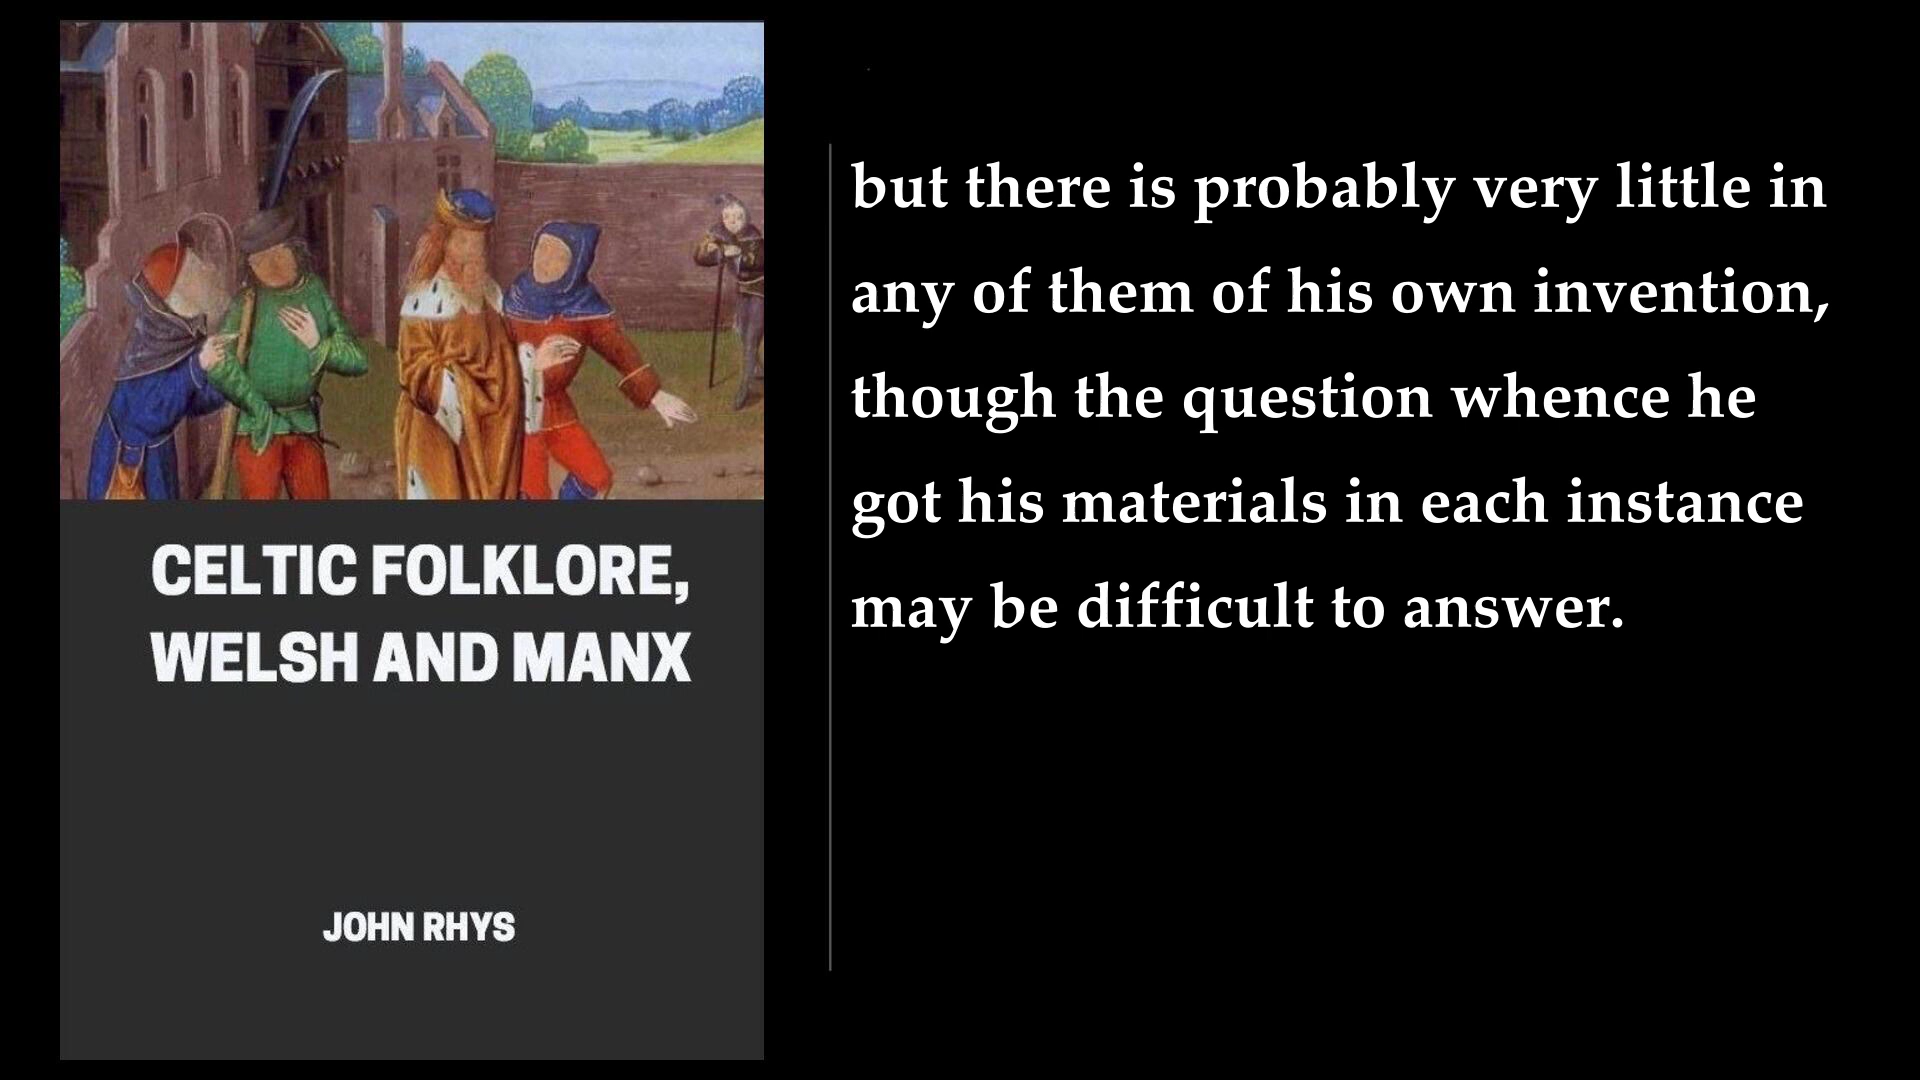 CELTIC FOLKLORE,
WELSH AND MANX
JOHN RHYS
but there is probably very little in
any of them of his own invention,
though the question whence he
got his materials in each instance
may be difficult to answer.